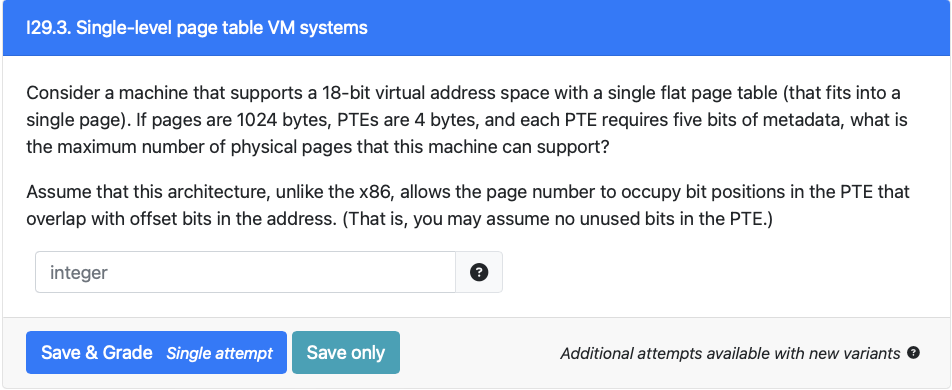 I29.3. Single-level page table VM systems
Consider a machine that supports a 18-bit virtual address space with a single flat page table (that fits into a
single page). If pages are 1024 bytes, PTEs are 4 bytes, and each PTE requires five bits of metadata, what is
the maximum number of physical pages that this machine can support?
Assume that this architecture, unlike the x86, allows the page number to occupy bit positions in the PTE that
overlap with offset bits in the address. (That is, you may assume no unused bits in the PTE.)
integer ?
Save & Grade Single attempt Save only Additional attempts available with new variants ?